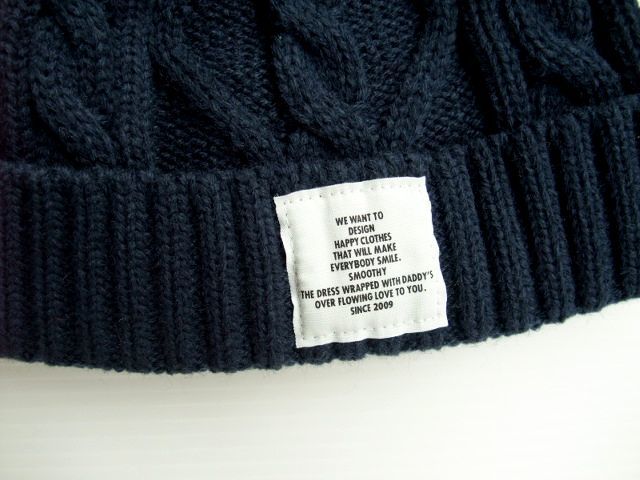 WE WANT TO
DESIGN
HAPPY CLOTHES
THAT WILL MAKE
EVERYBODY SMILE.
SMOOTHY
THE DRESS WRAPPED WITH DADDY'S
OVER FLOWING LOVE TO YOU.
SINCE 2009